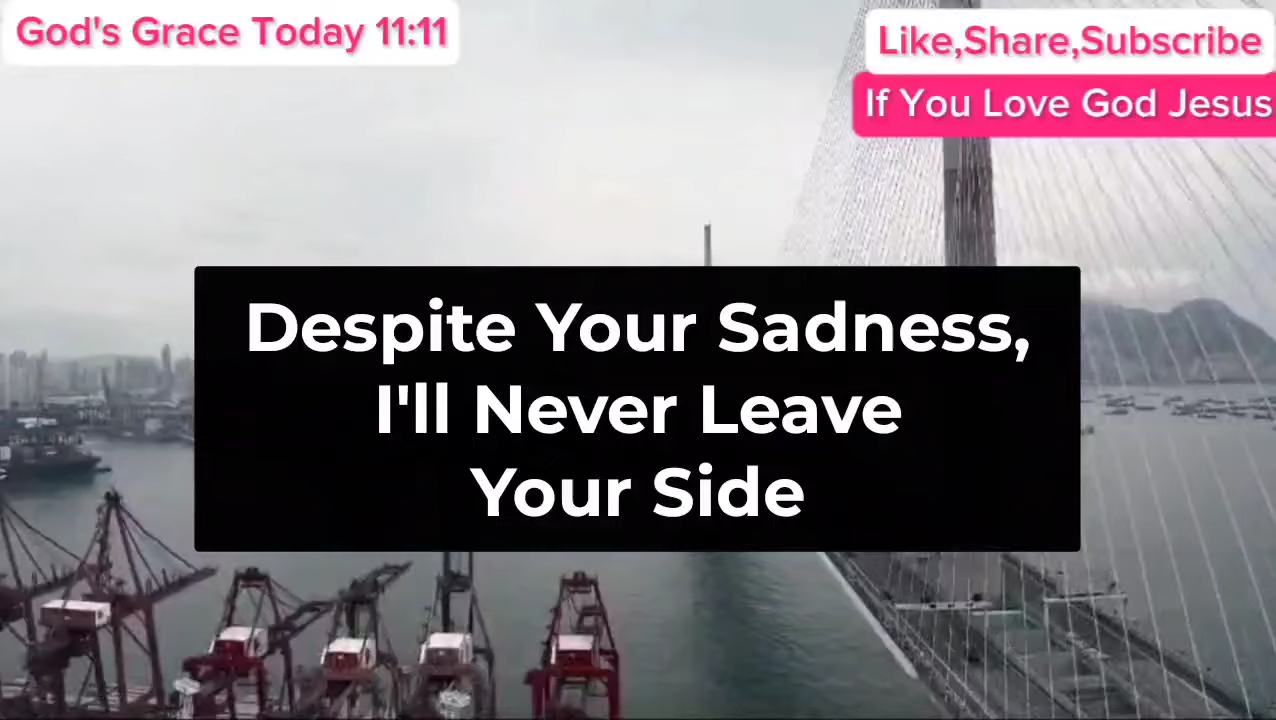 God's Grace Today 11:11
Like,Share,Subscribe
If You Love God Jesus
Despite Your Sadness,
I'll Never Leave
Your Side